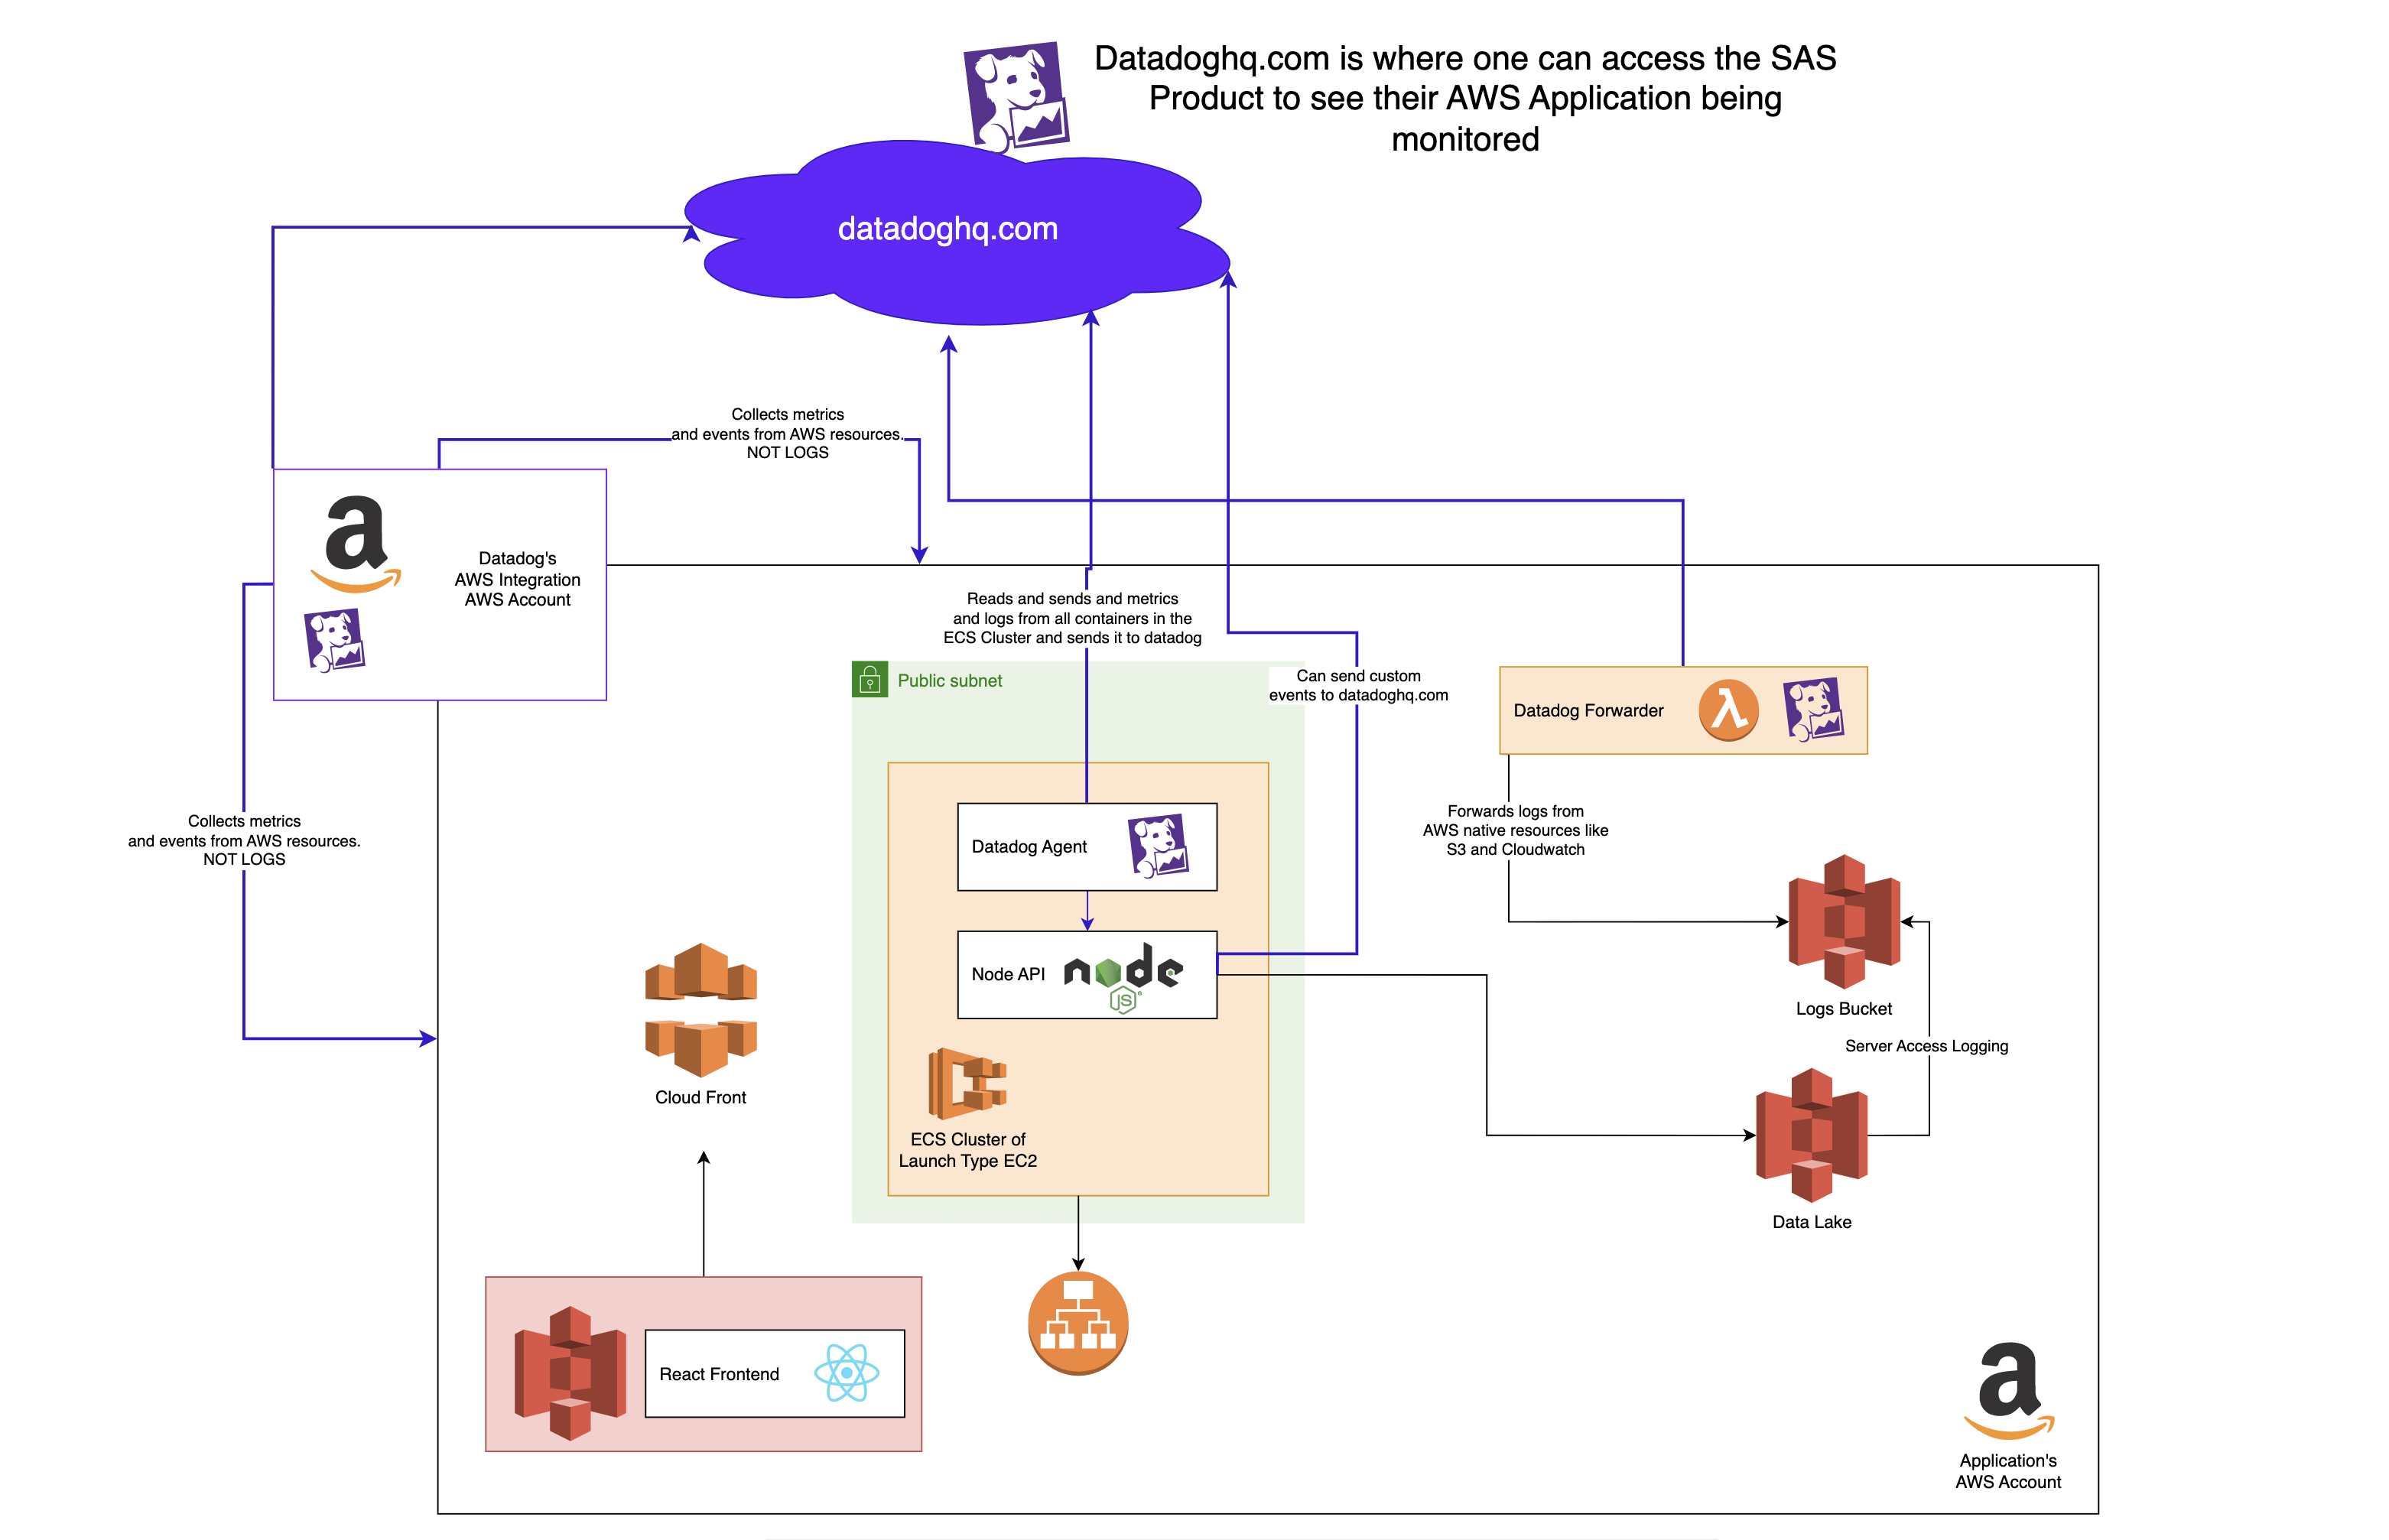 Datadoghq.com is where one can access the SAS
Product to see their AWS Application being
monitored
datadoghq.com
Collects metrics
and events from AWS resources.
NOT LOGS
Datadog's
AWS Integration
AWS Account
Reads and sends and metrics
and logs from all containers in the
ECS Cluster and sends it to datadog
Public subnet
Can send custom
events to datadoghq.com
Datadog Forwarder
Collects metrics
and events from AWS resources.
NOT LOGS
Forwards logs from
AWS native resources like
S3 and Cloudwatch
Datadog Agent
Node API
node
JS
Logs Bucket
Server Access Logging
Cloud Front
ECS Cluster of
Launch Type EC2
Data Lake
React Frontend
Application's
AWS Account